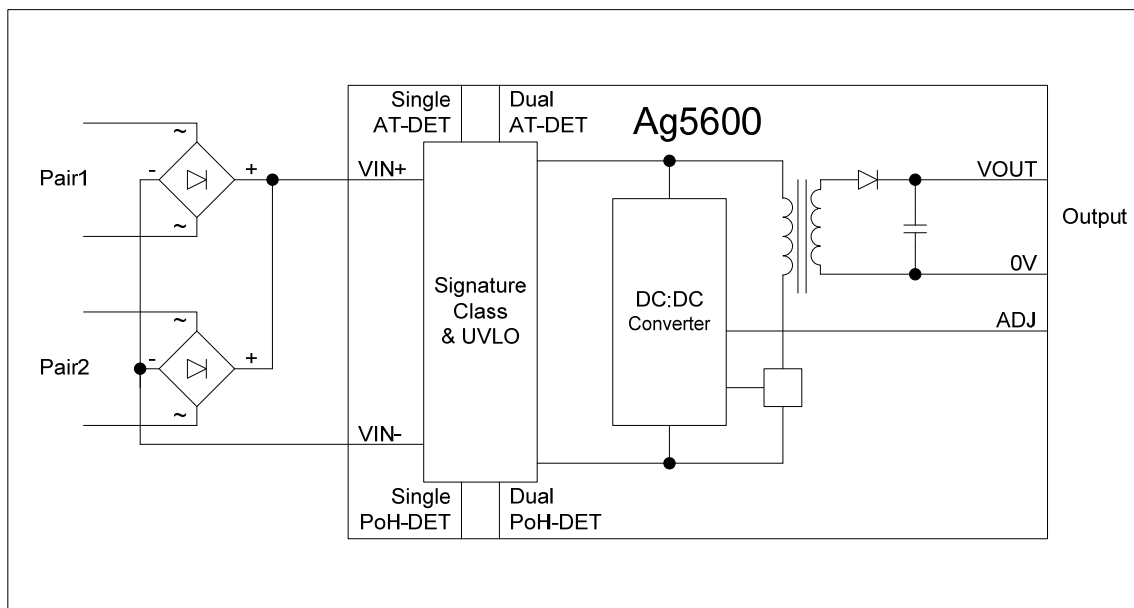 Single
AT-DET
Dual
AT-DET
Ag5600
~
Pair1
-
+
VIN+
~
VOUT
Output
0V
Signature
Class
& UVLO
DC:DC
Converter
ADJ
~
Pair2
-
+
~
VIN-
Single
PoH-DET
Dual
PoH-DET